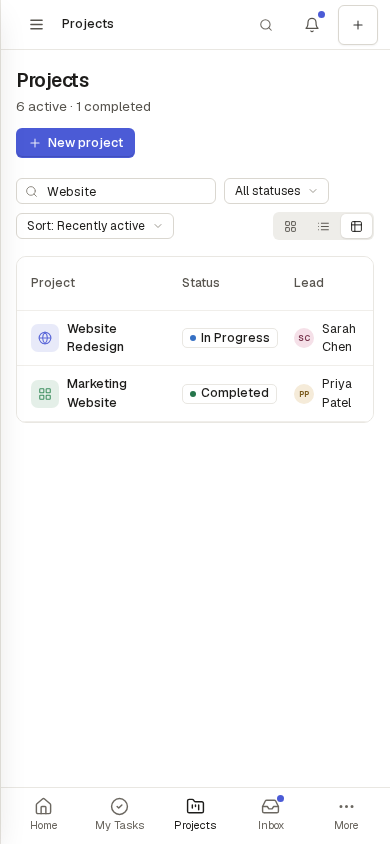 Projects
Projects
6 active · 1 completed
New project
Website
All statuses
Sort: Recently active
Project Status Lead
Website Redesign In Progress SC Sarah Chen
Marketing Website Completed PP Priya Patel
Home My Tasks Projects Inbox More